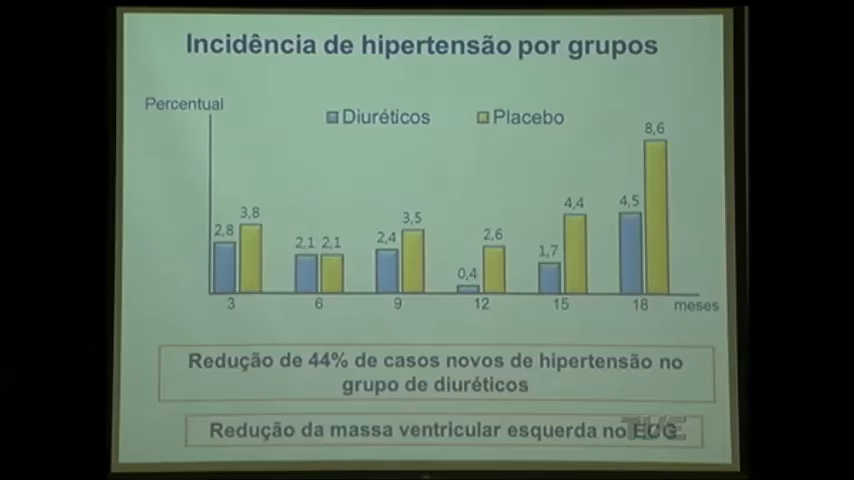 Incidência de hipertensão por grupos
Percentual
Diuréticos
Placebo
8,6
4,5
4,4
3,8
3,5
2,8
2,6
2,4
2,1
2,1
1,7
0,4
3
6
9
12
15
18
meses
Redução de 44% de casos novos de hipertensão no
grupo de diuréticos
Redução da massa ventricular esquerda no ECG
TVE